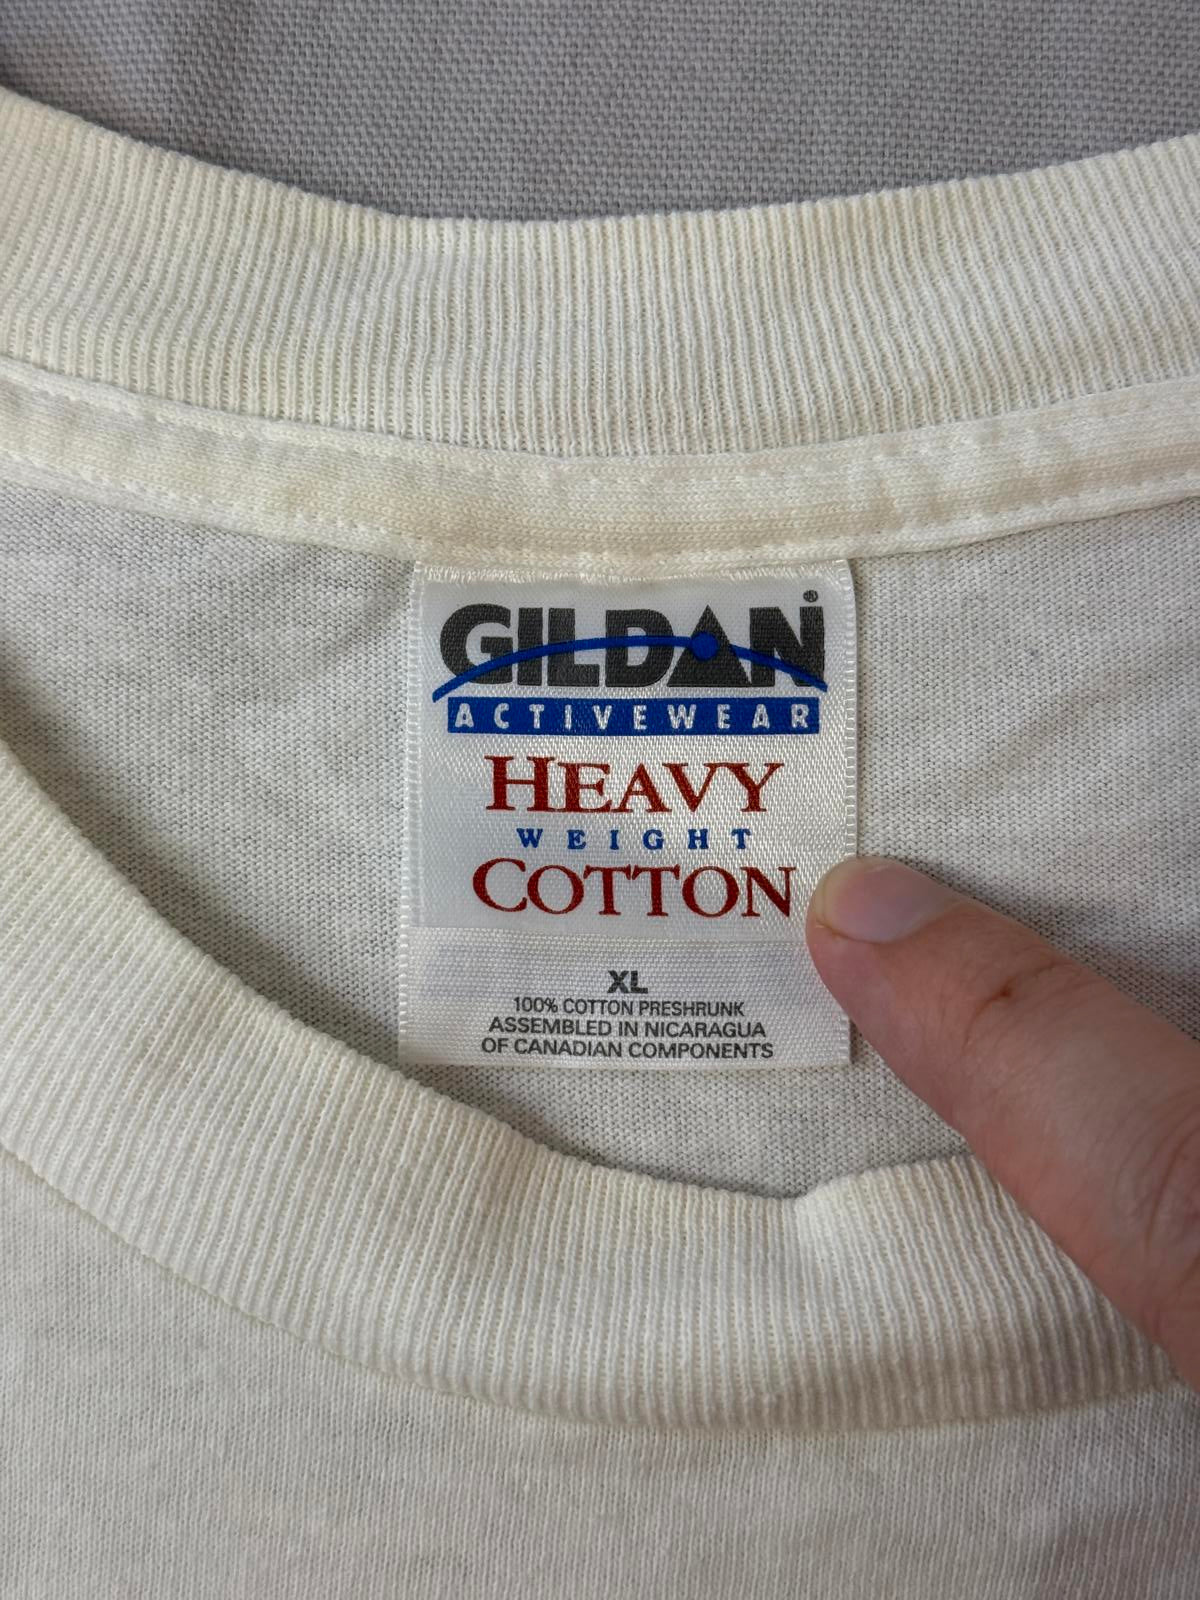 GILDAN®
ACTIVEWEAR
HEAVY
WEIGHT
COTTON
XL
100% COTTON PRESHRUNK
ASSEMBLED IN NICARAGUA
OF CANADIAN COMPONENTS